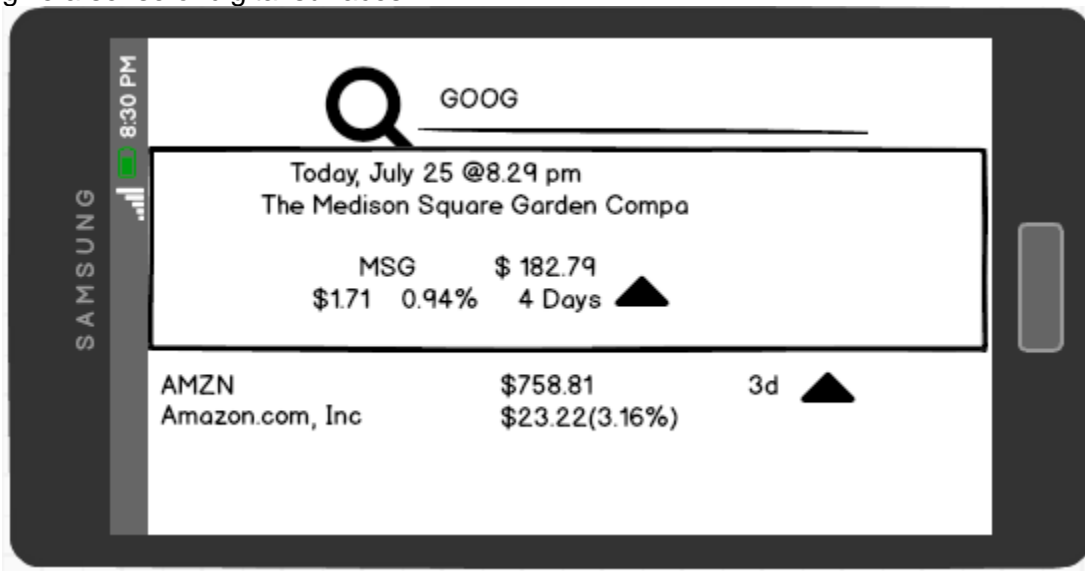 SAMSUNG
8:30 PM
GOOG
Today, July 25 @8.29 pm
The Medison Square Garden Compa
MSG $ 182.79
$1.71 0.94% 4 Days
AMZN $758.81 3d
Amazon.com, Inc $23.22(3.16%)